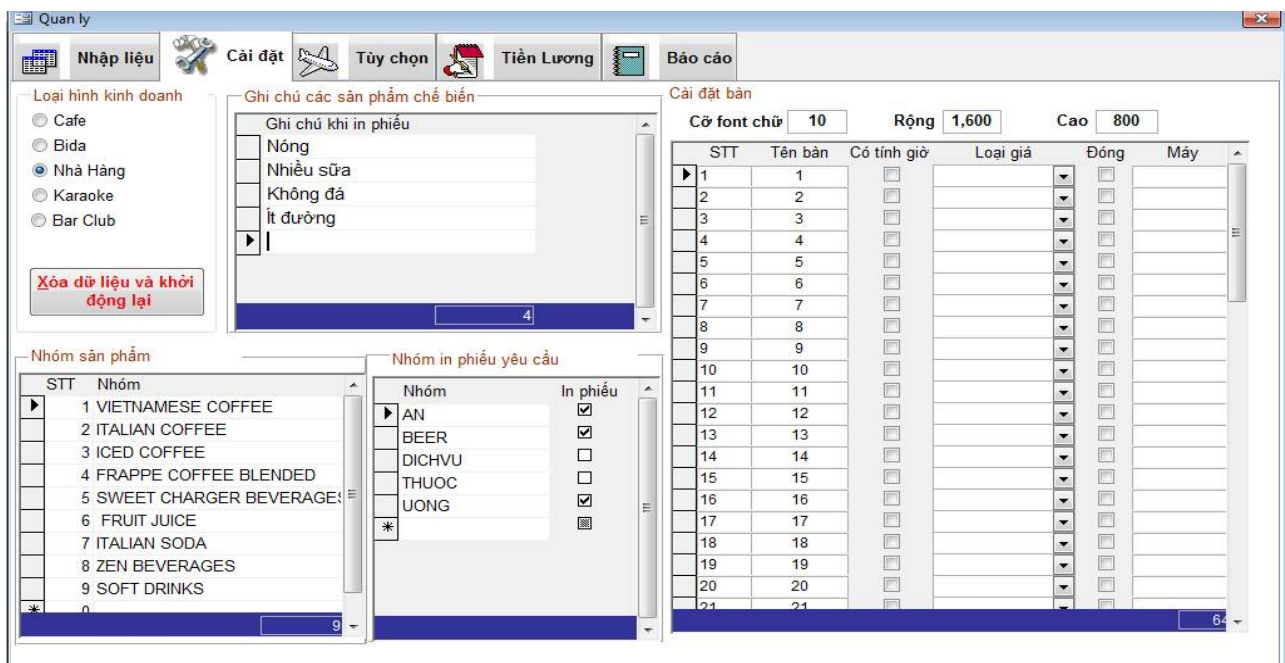 Quan ly
Nhập liệu Cài đặt Tùy chọn Tiền Lương Báo cáo
Loại hình kinh doanh
Cafe
Bida
Nhà Hàng
Karaoke
Bar Club
Xóa dữ liệu và khởi
động lại
Ghi chú các sản phẩm chế biến
Ghi chú khi in phiếu
Nóng
Nhiều sữa
Không đá
Ít đường
4
Nhóm sản phẩm
STT Nhóm
1 VIETNAMESE COFFEE
2 ITALIAN COFFEE
3 ICED COFFEE
4 FRAPPE COFFEE BLENDED
5 SWEET CHARGER BEVERAGES
6 FRUIT JUICE
7 ITALIAN SODA
8 ZEN BEVERAGES
9 SOFT DRINKS
0
9
Nhóm in phiếu yêu cầu
Nhóm In phiếu
AN
BEER
DICHVU
THUOC
UONG
Cài đặt bàn
Cỡ font chữ 10 Rộng 1,600 Cao 800
STT Tên bàn Có tính giờ Loại giá Đóng Máy
1 1
2 2
3 3
4 4
5 5
6 6
7 7
8 8
9 9
10 10
11 11
12 12
13 13
14 14
15 15
16 16
17 17
18 18
19 19
20 20
21 21
64